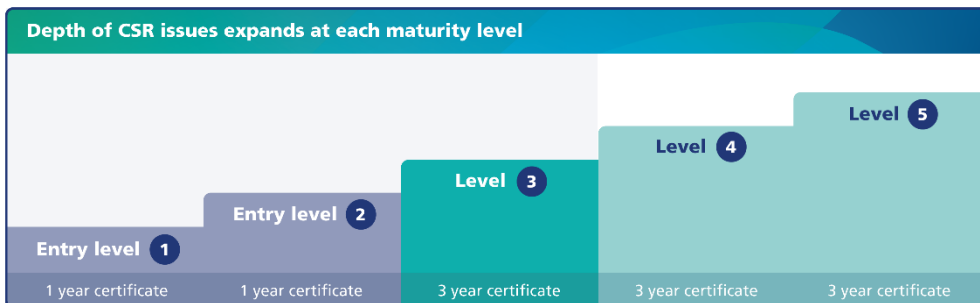 Depth of CSR issues expands at each maturity level
Level 5
Level 4
Level 3
Entry level 2
Entry level 1
1 year certificate
1 year certificate
3 year certificate
3 year certificate
3 year certificate